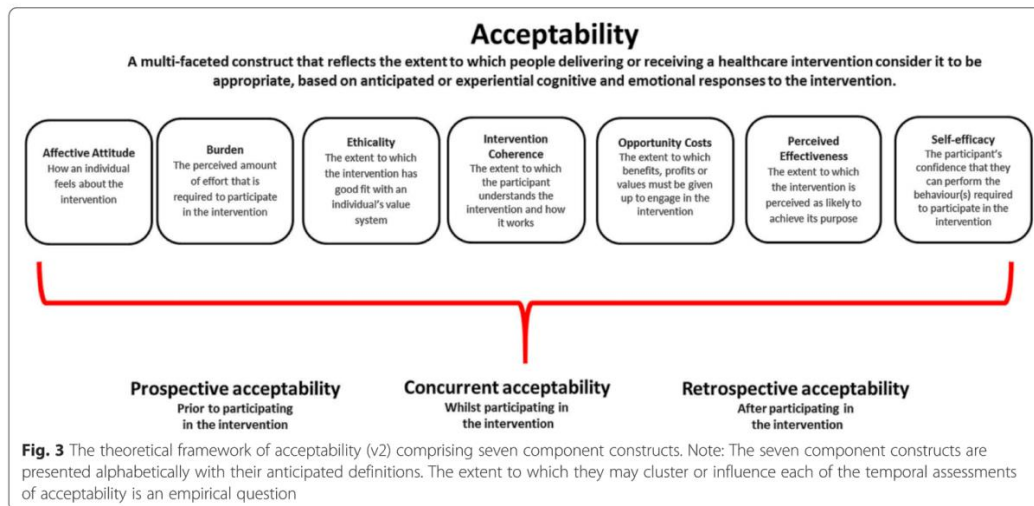 Acceptability
A multi-faceted construct that reflects the extent to which people delivering or receiving a healthcare intervention consider it to be
appropriate, based on anticipated or experiential cognitive and emotional responses to the intervention.
Affective Attitude
How an individual
feels about the
intervention
Burden
The perceived amount
of effort that is
required to participate
in the intervention
Ethicality
The extent to which
the intervention has
good fit with an
individual's value
system
Intervention
Coherence
The extent to which
the participant
understands the
intervention and how
it works
Opportunity Costs
The extent to which
benefits, profits or
values must be given
up to engage in the
intervention
Perceived
Effectiveness
The extent to which
the intervention is
perceived as likely to
achieve its purpose
Self-efficacy
The participant's
confidence that they
can perform the
behaviour(s) required
to participate in the
intervention
Prospective acceptability
Prior to participating
in the intervention
Concurrent acceptability
Whilst participating in
the intervention
Retrospective acceptability
After participating in
the intervention
Fig. 3 The theoretical framework of acceptability (v2) comprising seven component constructs. Note: The seven component constructs are
presented alphabetically with their anticipated definitions. The extent to which they may cluster or influence each of the temporal assessments
of acceptability is an empirical question